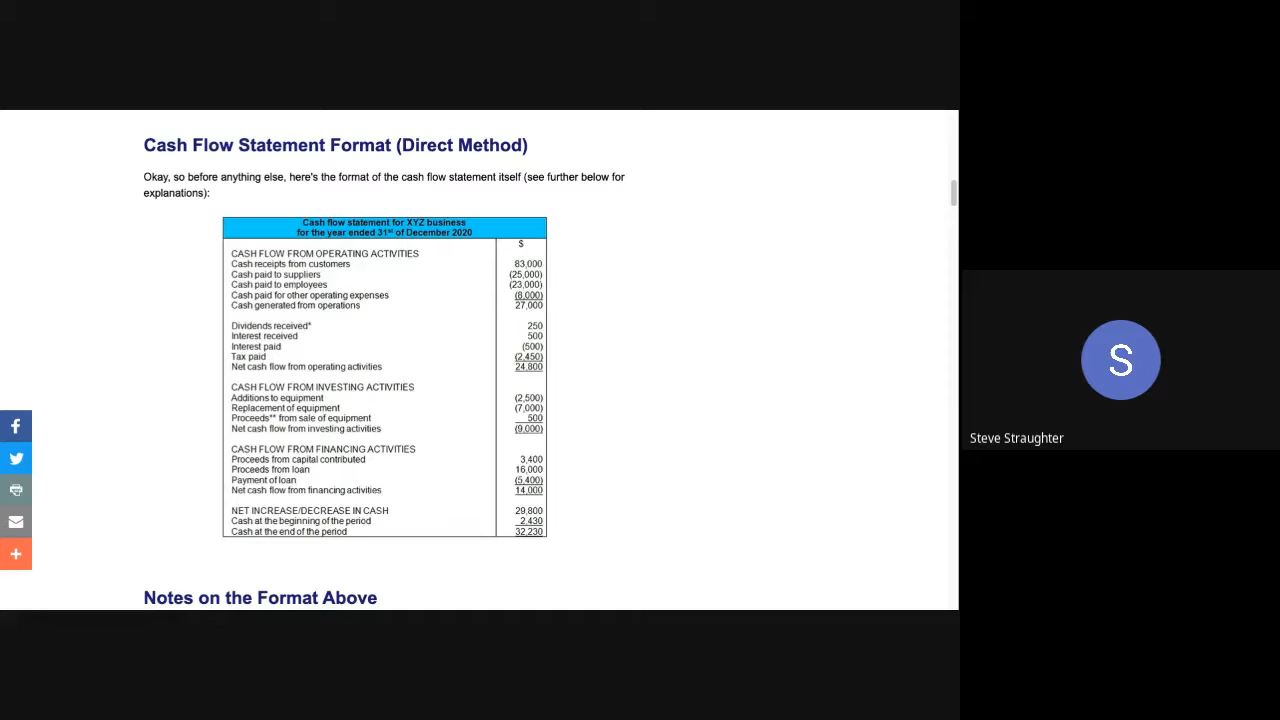 Cash Flow Statement Format (Direct Method)
Okay, so before anything else, here's the format of the cash flow statement itself (see further below for
explanations):
Cash flow statement for XYZ business
for the year ended 31st of December 2020
$
CASH FLOW FROM OPERATING ACTIVITIES
Cash receipts from customers 83,000
Cash paid to suppliers (25,000)
Cash paid to employees (23,000)
Cash paid for other operating expenses (8,000)
Cash generated from operations 27,000
Dividends received* 250
Interest received 500
Interest paid (500)
Tax paid (2,450)
Net cash flow from operating activities 24,800
CASH FLOW FROM INVESTING ACTIVITIES
Additions to equipment (2,500)
Replacement of equipment (7,000)
Proceeds** from sale of equipment 500
Net cash flow from investing activities (9,000)
CASH FLOW FROM FINANCING ACTIVITIES
Proceeds from capital contributed 3,400
Proceeds from loan 16,000
Payment of loan (5,400)
Net cash flow from financing activities 14,000
NET INCREASE/DECREASE IN CASH 29,800
Cash at the beginning of the period 2,430
Cash at the end of the period 32,230
Notes on the Format Above
S
Steve Straughter